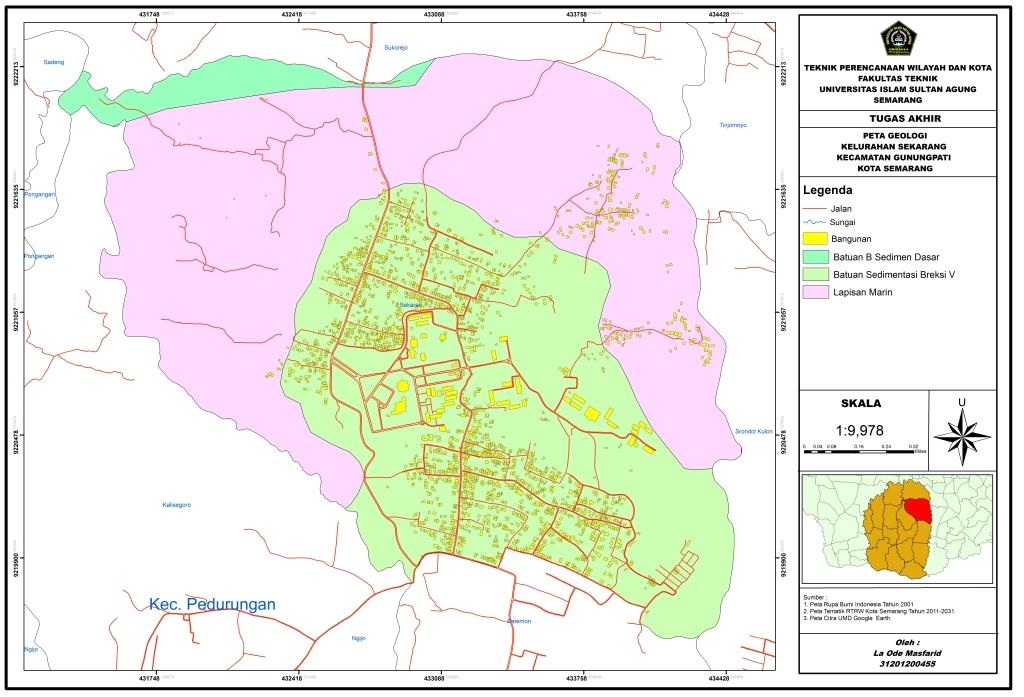 431748
432418
433088
433758
434428
9222213
9221635
9221057
9220478
9219900
Sadeng
Sukorejo
Tinjomoyo
Pongangan
Pongangan
Sekaran
Srondol Kulon
Kalisegoro
Kec. Pedurungan
Ngijo
Ngijo
9222213
9221635
9221057
9220478
9219900
431748
432418
433088
433758
434428
TEKNIK PERENCANAAN WILAYAH DAN KOTA
FAKULTAS TEKNIK
UNIVERSITAS ISLAM SULTAN AGUNG
SEMARANG
TUGAS AKHIR
PETA GEOLOGI
KELURAHAN SEKARANG
KECAMATAN GUNUNGPATI
KOTA SEMARANG
Legenda
Jalan
Sungai
Bangunan
Batuan B Sedimen Dasar
Batuan Sedimentasi Breksi V
Lapisan Marin
SKALA
1:9,978
0 0.04 0.08 0.16 0.24 0.32
Miles
U
Sumber :
1. Peta Rupa Bumi Indonesia Tahun 2001
2. Peta Tematik RTRW Kota Semarang Tahun 2011-2031
3. Peta Citra UMD Google Earth
Oleh :
La Ode Masfarid
31201200455